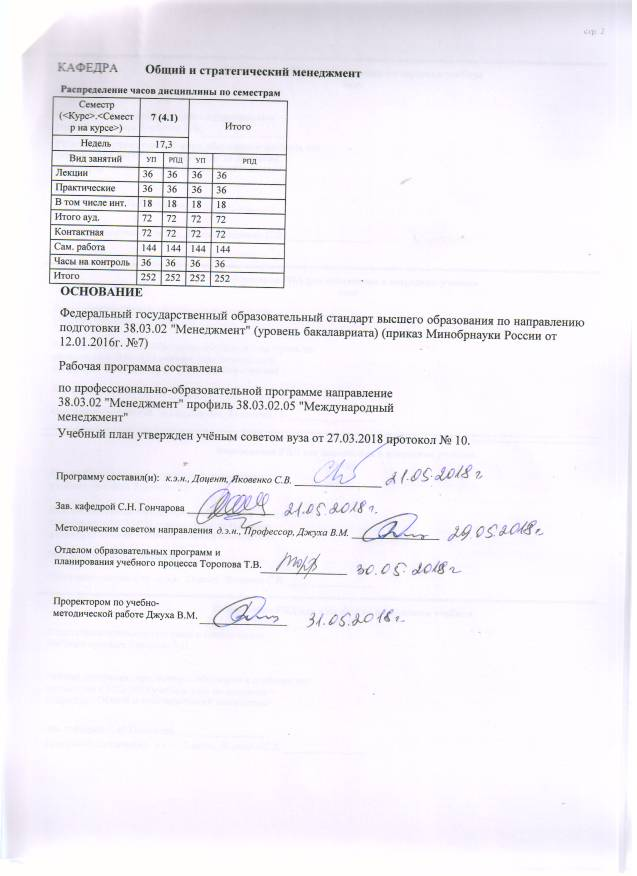 стр. 2
КАФЕДРА Общий и стратегический менеджмент
Распределение часов дисциплины по семестрам
Семестр (<Курс>.<Семестр на курсе>) 7 (4.1) Итого
Недель 17,3
Вид занятий УП РПД УП РПД
Лекции 36 36 36 36
Практические 36 36 36 36
В том числе инт. 18 18 18 18
Итого ауд. 72 72 72 72
Контактная 72 72 72 72
Сам. работа 144 144 144 144
Часы на контроль 36 36 36 36
Итого 252 252 252 252
ОСНОВАНИЕ
Федеральный государственный образовательный стандарт высшего образования по направлению
подготовки 38.03.02 "Менеджмент" (уровень бакалавриата) (приказ Минобрнауки России от
12.01.2016г. №7)
Рабочая программа составлена
по профессионально-образовательной программе направление
38.03.02 "Менеджмент" профиль 38.03.02.05 "Международный
менеджмент"
Учебный план утвержден учёным советом вуза от 27.03.2018 протокол № 10.
Программу составил(и): к.э.н., Доцент, Яковенко С.В. 21.05.2018 г
Зав. кафедрой С.Н. Гончарова 21.05.2018г.
Методическим советом направления д.э.н., Профессор, Джуха В.М. 29.05.2018г.
Отделом образовательных программ и
планирования учебного процесса Торопова Т.В. 30.05.2018г
Проректором по учебно-
методической работе Джуха В.М. 31.05.2018г.